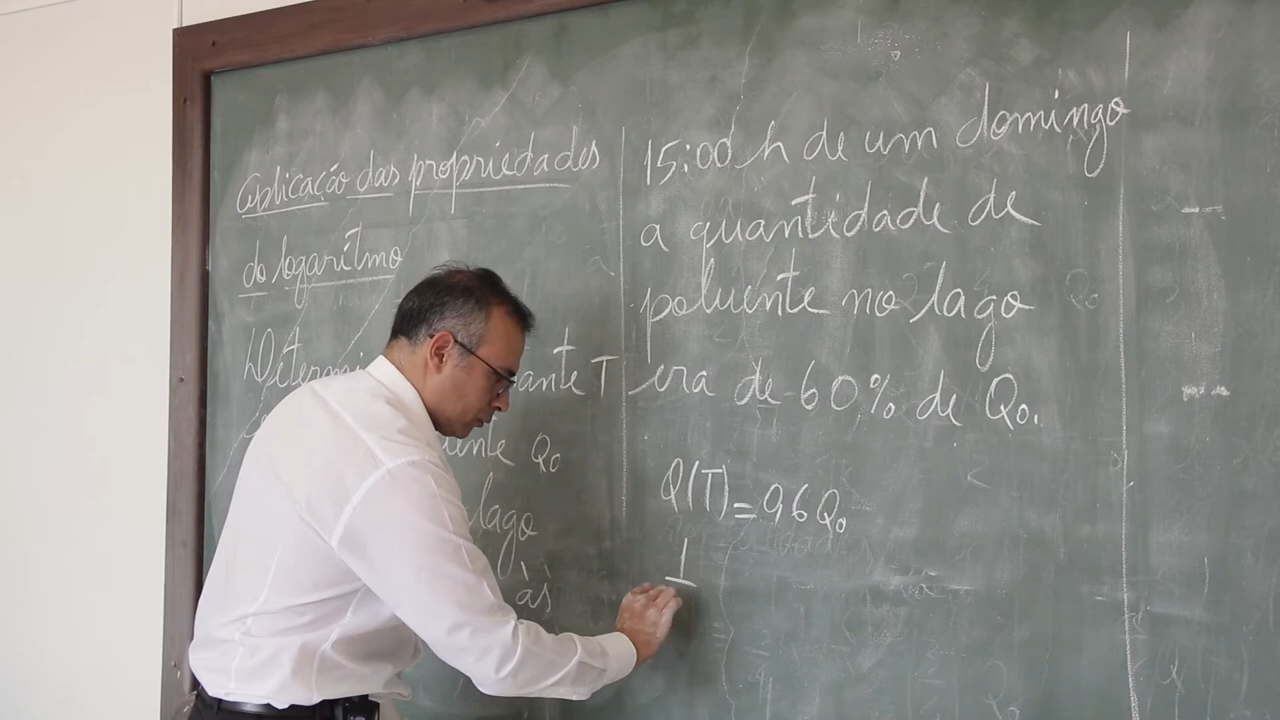 aplicação das propriedades
do logarítmo
ante T
Q₀
lago
às
15:00 h de um domingo
a quantidade de
poluente no lago
era de 60% de Q₀.
Q(T) = 96 Q₀
1